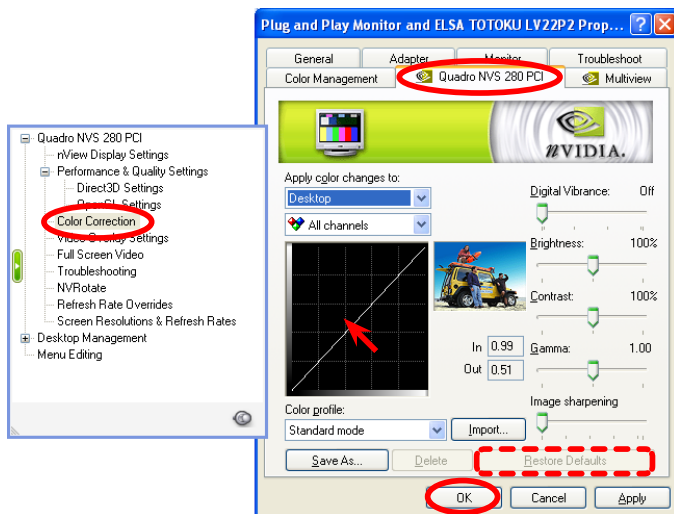 Plug and Play Monitor and ELSA TOTOKU LV22P2 Prop...
General Adapter Monitor Troubleshoot
Color Management Quadro NVS 280 PCI Multiview
nVIDIA.
Quadro NVS 280 PCI
nView Display Settings
Performance & Quality Settings
Direct3D Settings
OpenGL Settings
Color Correction
Video Overlay Settings
Full Screen Video
Troubleshooting
NVRotate
Refresh Rate Overrides
Screen Resolutions & Refresh Rates
Desktop Management
Menu Editing
Apply color changes to:
Desktop
All channels
Digital Vibrance: Off
Brightness: 100%
Contrast: 100%
In 0.99
Out 0.51
Gamma: 1.00
Image sharpening
Color profile:
Standard mode
Import...
Save As...
Delete
Restore Defaults
OK
Cancel
Apply